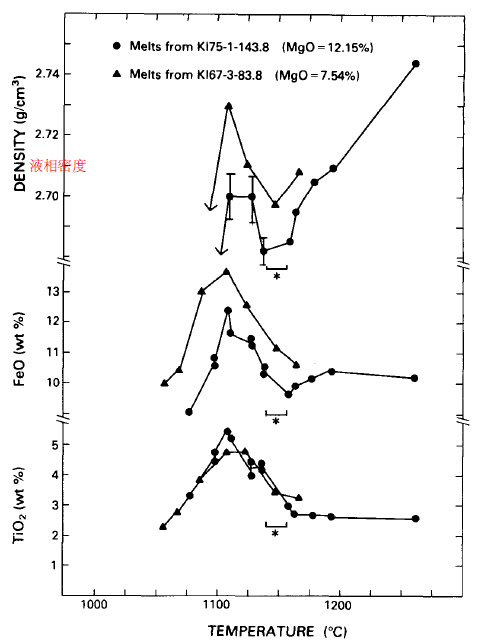 ● Melts from KI75-1-143.8 (MgO = 12.15%)
▲ Melts from KI67-3-83.8 (MgO = 7.54%)
DENSITY (g/cm³)
液相密度
2.74
2.72
2.70
*
FeO (wt %)
13
12
11
10
*
TiO₂ (wt %)
5
4
3
2
1
*
1000
1100
1200
TEMPERATURE (°C)